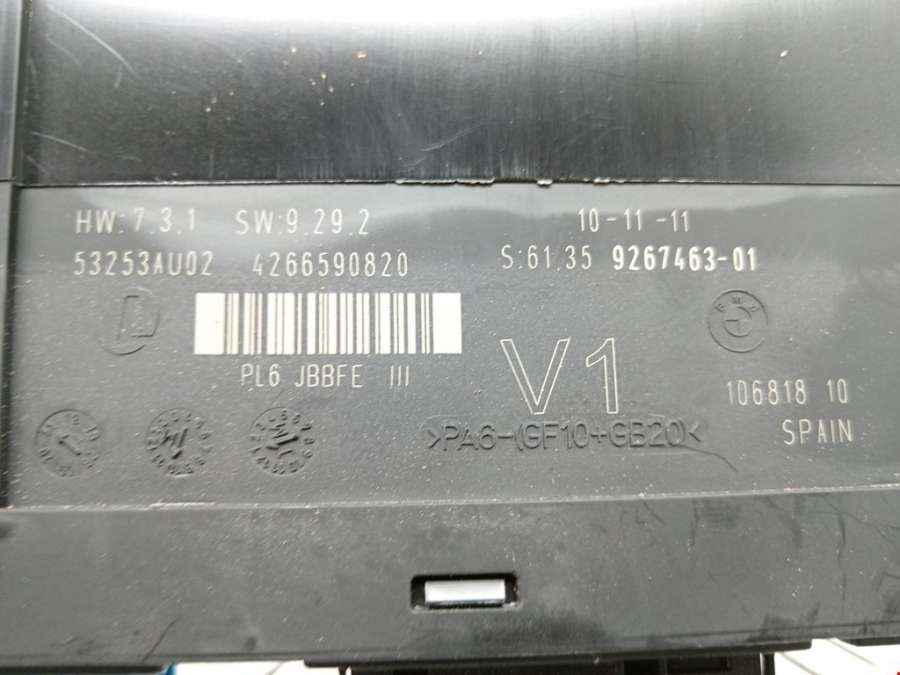 HW:7.3.1 SW:9.29.2 10-11-11
53253AU02 4266590820 S:61.35 9267463-01
BMW
PL6 JBBFE III
V1
106818 10
>PA6-(GF10+GB20)<
SPAIN